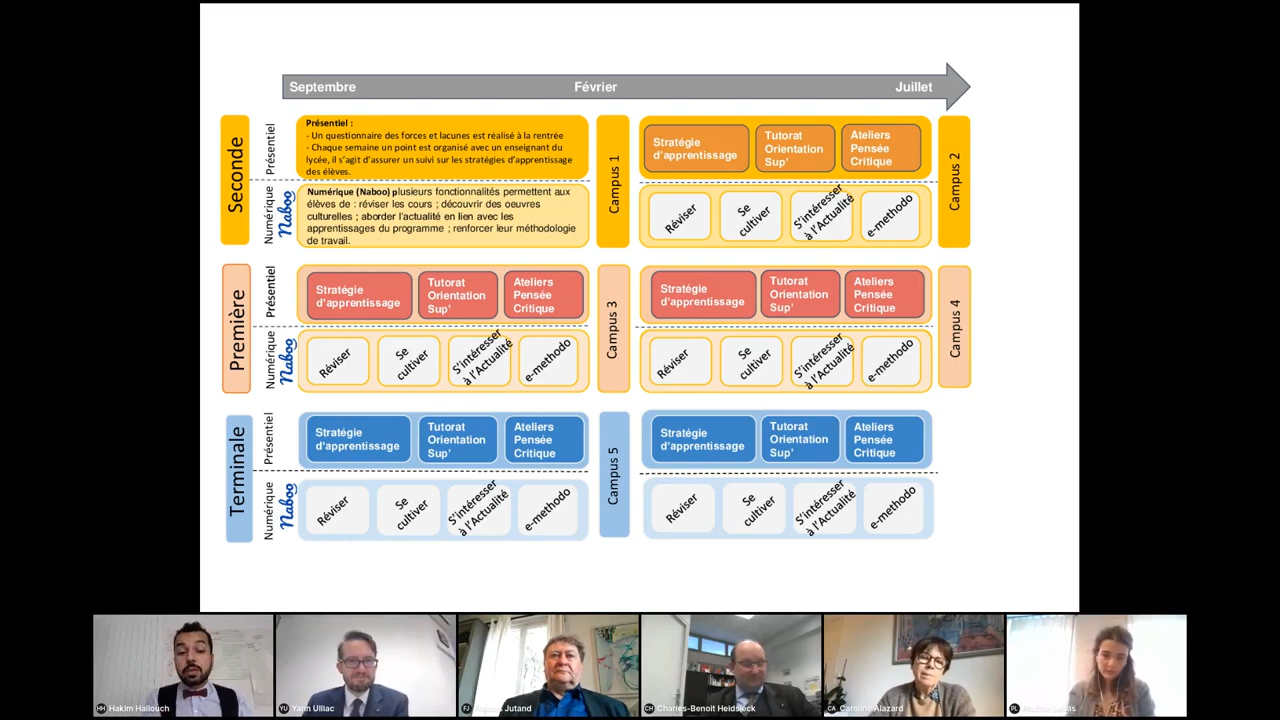 Septembre Février Juillet
Seconde
Présentiel
Présentiel :
- Un questionnaire des forces et lacunes est réalisé à la rentrée
- Chaque semaine un point est organisé avec un enseignant du
lycée, il s'agit d'assurer un suivi sur les stratégies d'apprentissage
des élèves.
Numérique
Naboo
Numérique (Naboo) plusieurs fonctionnalités permettent aux
élèves de : réviser les cours ; découvrir des oeuvres
culturelles ; aborder l'actualité en lien avec les
apprentissages du programme ; renforcer leur méthodologie
de travail.
Campus 1
Stratégie
d'apprentissage
Tutorat
Orientation
Sup'
Ateliers
Pensée
Critique
Réviser
Se
cultiver
S'intéresser
à l'Actualité
e-methodo
Campus 2
Première
Présentiel
Stratégie
d'apprentissage
Tutorat
Orientation
Sup'
Ateliers
Pensée
Critique
Numérique
Naboo
Réviser
Se
cultiver
S'intéresser
à l'Actualité
e-methodo
Campus 3
Stratégie
d'apprentissage
Tutorat
Orientation
Sup'
Ateliers
Pensée
Critique
Réviser
Se
cultiver
S'intéresser
à l'Actualité
e-methodo
Campus 4
Terminale
Présentiel
Stratégie
d'apprentissage
Tutorat
Orientation
Sup'
Ateliers
Pensée
Critique
Numérique
Naboo
Réviser
Se
cultiver
S'intéresser
à l'Actualité
e-methodo
Campus 5
Stratégie
d'apprentissage
Tutorat
Orientation
Sup'
Ateliers
Pensée
Critique
Réviser
Se
cultiver
S'intéresser
à l'Actualité
e-methodo
HH Hakim Hallouch
YU Yann Ulliac
FJ Jutand
CH Charles-Benoit Heidsieck
CA Caroline Alazard
PL